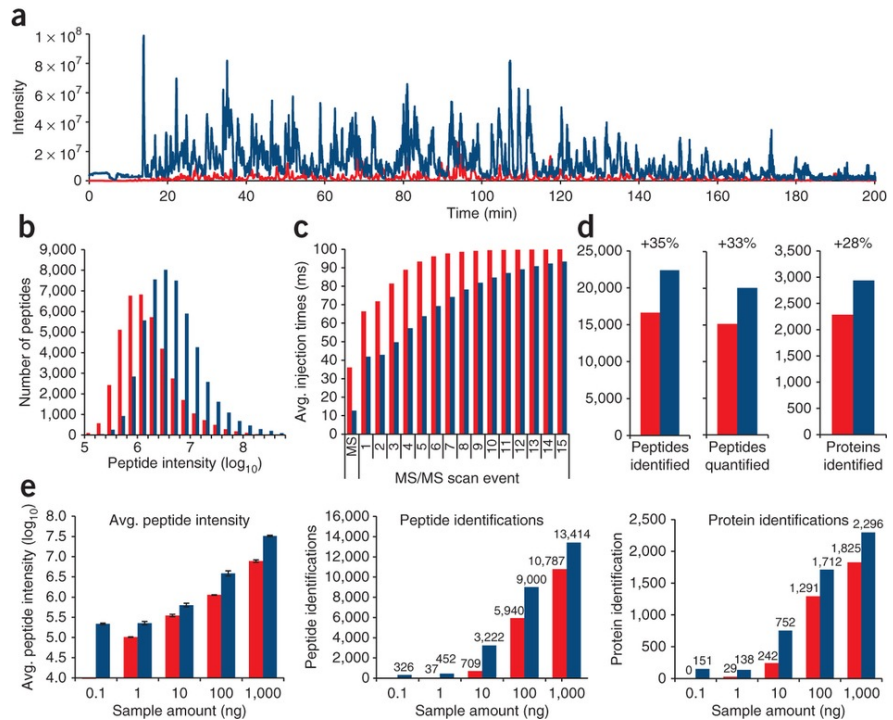 a
Intensity
1 × 10⁸
8 × 10⁷
6 × 10⁷
4 × 10⁷
2 × 10⁷
0
0 20 40 60 80 100 120 140 160 180 200
Time (min)
b
Number of peptides
9,000
8,000
7,000
6,000
5,000
4,000
3,000
2,000
1,000
0
5 6 7 8
Peptide intensity (log₁₀)
c
Avg. injection times (ms)
100
90
80
70
60
50
40
30
20
10
0
MS 1 2 3 4 5 6 7 8 9 10 11 12 13 14 15
MS/MS scan event
d
+35% +33% +28%
25,000
20,000
15,000
10,000
5,000
0
Peptides
identified
Peptides
quantified
3,500
3,000
2,500
2,000
1,500
1,000
500
0
Proteins
identified
e
Avg. peptide intensity
Avg. peptide intensity (log₁₀)
8.0
7.5
7.0
6.5
6.0
5.5
5.0
4.5
4.0
0.1 1 10 100 1,000
Sample amount (ng)
Peptide identifications
Peptide identifications
16,000
14,000
12,000
10,000
8,000
6,000
4,000
2,000
0
326
37 452
709 3,222
5,940 9,000
10,787 13,414
0.1 1 10 100 1,000
Sample amount (ng)
Protein identifications
Protein identification
2,500
2,000
1,500
1,000
500
0
0 151
29 138
242 752
1,291 1,712
1,825 2,296
0.1 1 10 100 1,000
Sample amount (ng)